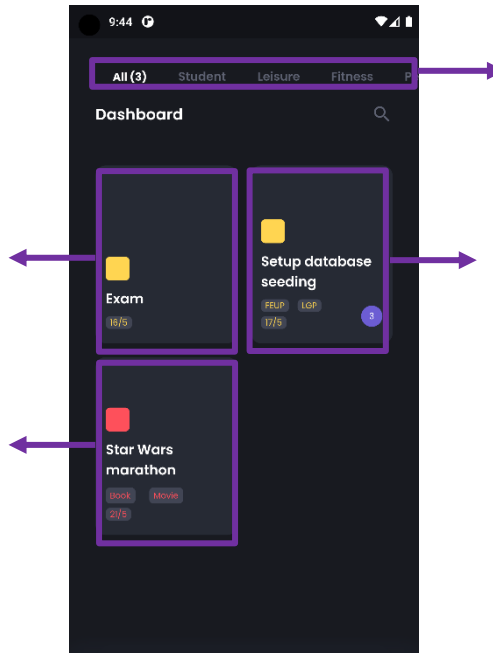 9:44
All (3) Student Leisure Fitness P
Dashboard
Exam
16/5
Setup database
seeding
FEUP LGP
17/5
3
Star Wars
marathon
Book Movie
21/5